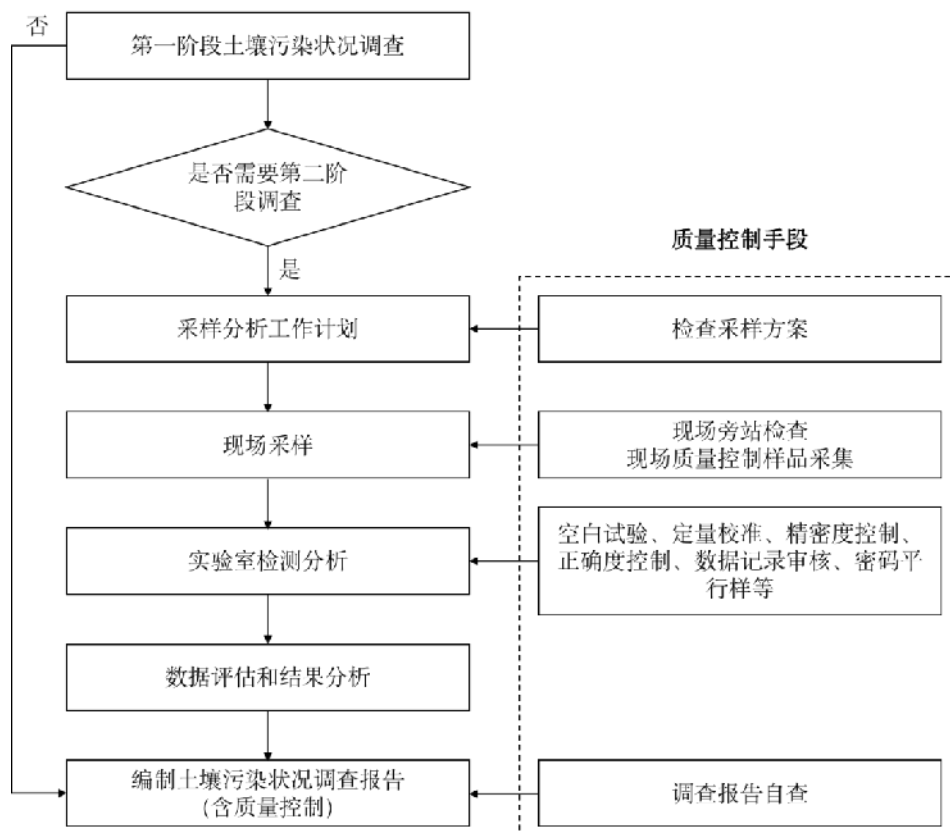 否
第一阶段土壤污染状况调查
是否需要第二阶
段调查
是
质量控制手段
采样分析工作计划
检查采样方案
现场采样
现场旁站检查
现场质量控制样品采集
实验室检测分析
空白试验、定量校准、精密度控制、
正确度控制、数据记录审核、密码平
行样等
数据评估和结果分析
编制土壤污染状况调查报告
(含质量控制)
调查报告自查